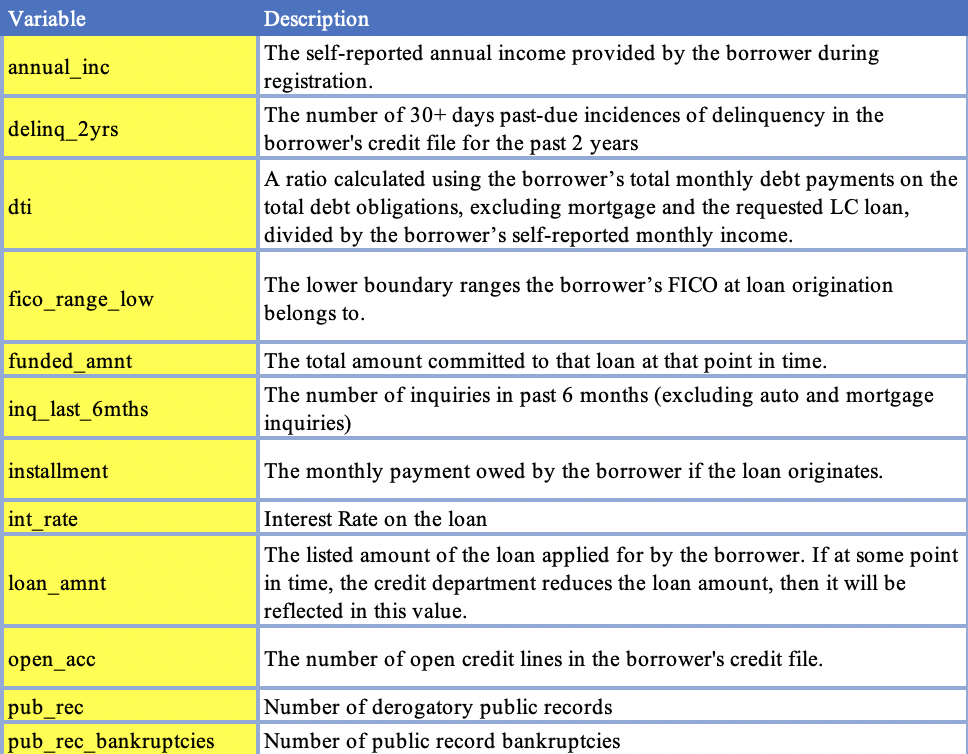 Variable Description
annual_inc The self-reported annual income provided by the borrower during
registration.
delinq_2yrs The number of 30+ days past-due incidences of delinquency in the
borrower's credit file for the past 2 years
dti A ratio calculated using the borrower’s total monthly debt payments on the
total debt obligations, excluding mortgage and the requested LC loan,
divided by the borrower’s self-reported monthly income.
fico_range_low The lower boundary ranges the borrower’s FICO at loan origination
belongs to.
funded_amnt The total amount committed to that loan at that point in time.
inq_last_6mths The number of inquiries in past 6 months (excluding auto and mortgage
inquiries)
installment The monthly payment owed by the borrower if the loan originates.
int_rate Interest Rate on the loan
loan_amnt The listed amount of the loan applied for by the borrower. If at some point
in time, the credit department reduces the loan amount, then it will be
reflected in this value.
open_acc The number of open credit lines in the borrower's credit file.
pub_rec Number of derogatory public records
pub_rec_bankruptcies Number of public record bankruptcies